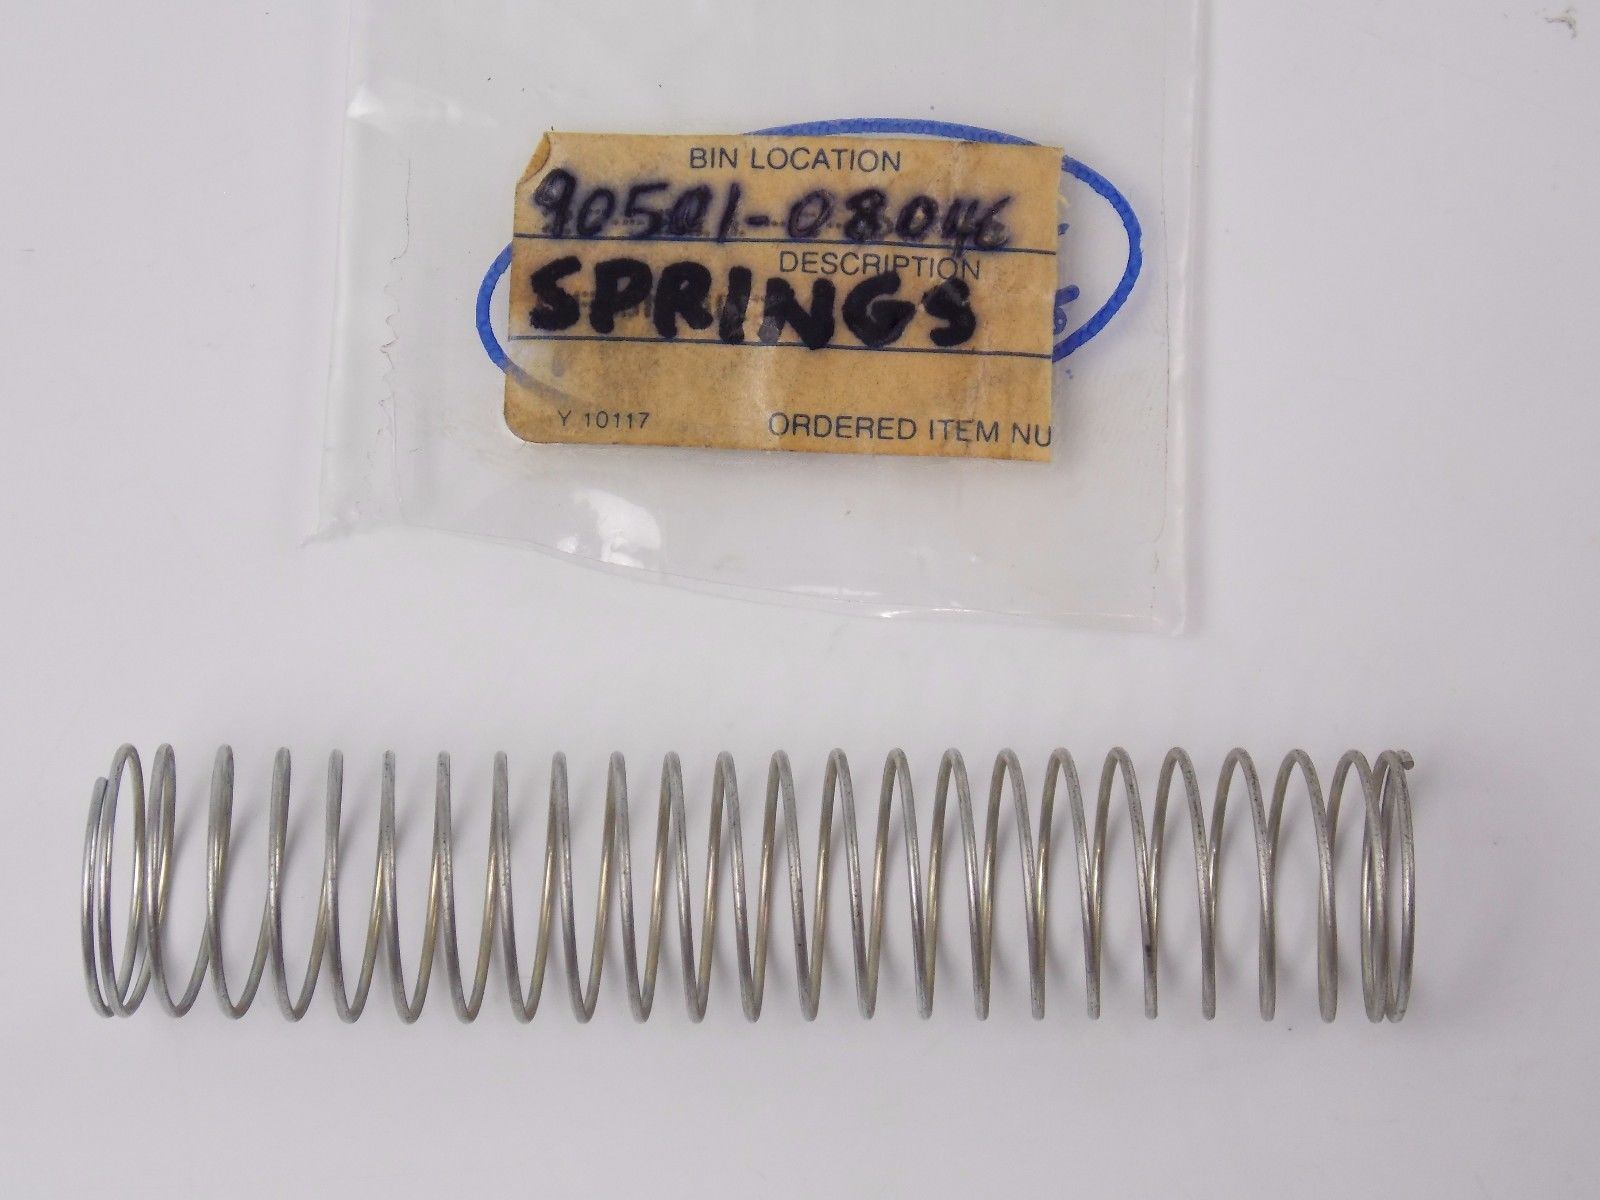 BIN LOCATION
90501-08046
DESCRIPTION
SPRINGS
Y 10117 ORDERED ITEM NU